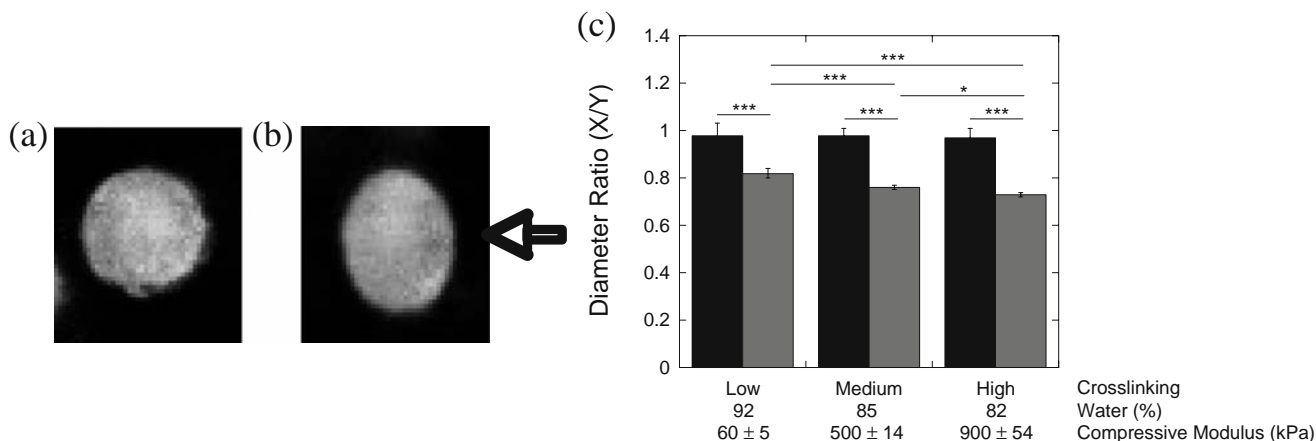 (a)
(b)
(c)
Diameter Ratio (X/Y)
1.4
1.2
1
0.8
0.6
0.4
0.2
0
***
***
*
***
***
***
Low Medium High Crosslinking
92 85 82 Water (%)
60 ± 5 500 ± 14 900 ± 54 Compressive Modulus (kPa)